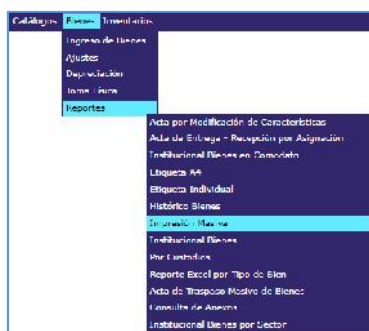 Catálogos Bienes Inventarios
Ingreso de Bienes
Ajustes
Depreciación
Toma Física
Reportes
Acta por Modificación de Características
Acta de Entrega - Recepción por Asignación
Institucional Bienes en Comodato
Etiqueta A4
Etiqueta Individual
Histórico Bienes
Impresión Masiva
Institucional Bienes
Por Custodios
Reporte Excel por Tipo de Bien
Acta de Traspaso Masivo de Bienes
Consulta de Anexos
Institucional Bienes por Sector